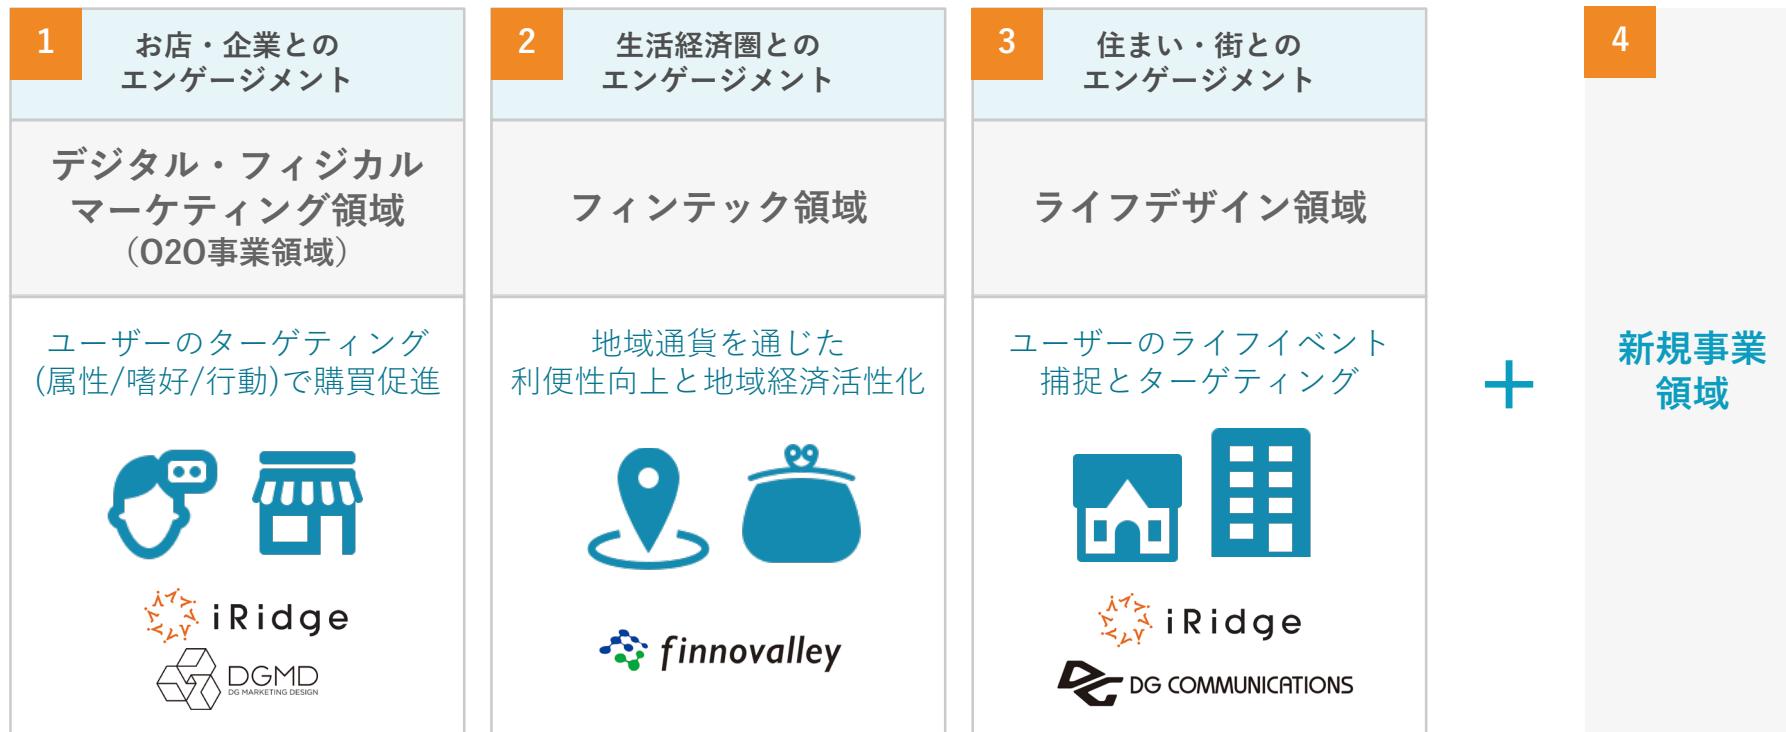 1
お店・企業との
エンゲージメント
デジタル・フィジカル
マーケティング領域
（O2O事業領域）
ユーザーのターゲティング
(属性/嗜好/行動)で購買促進
iRidge
DGMD
DG MARKETING DESIGN
2
生活経済圏との
エンゲージメント
フィンテック領域
地域通貨を通じた
利便性向上と地域経済活性化
finnovalley
3
住まい・街との
エンゲージメント
ライフデザイン領域
ユーザーのライフイベント
捕捉とターゲティング
iRidge
DG COMMUNICATIONS
+
4
新規事業
領域